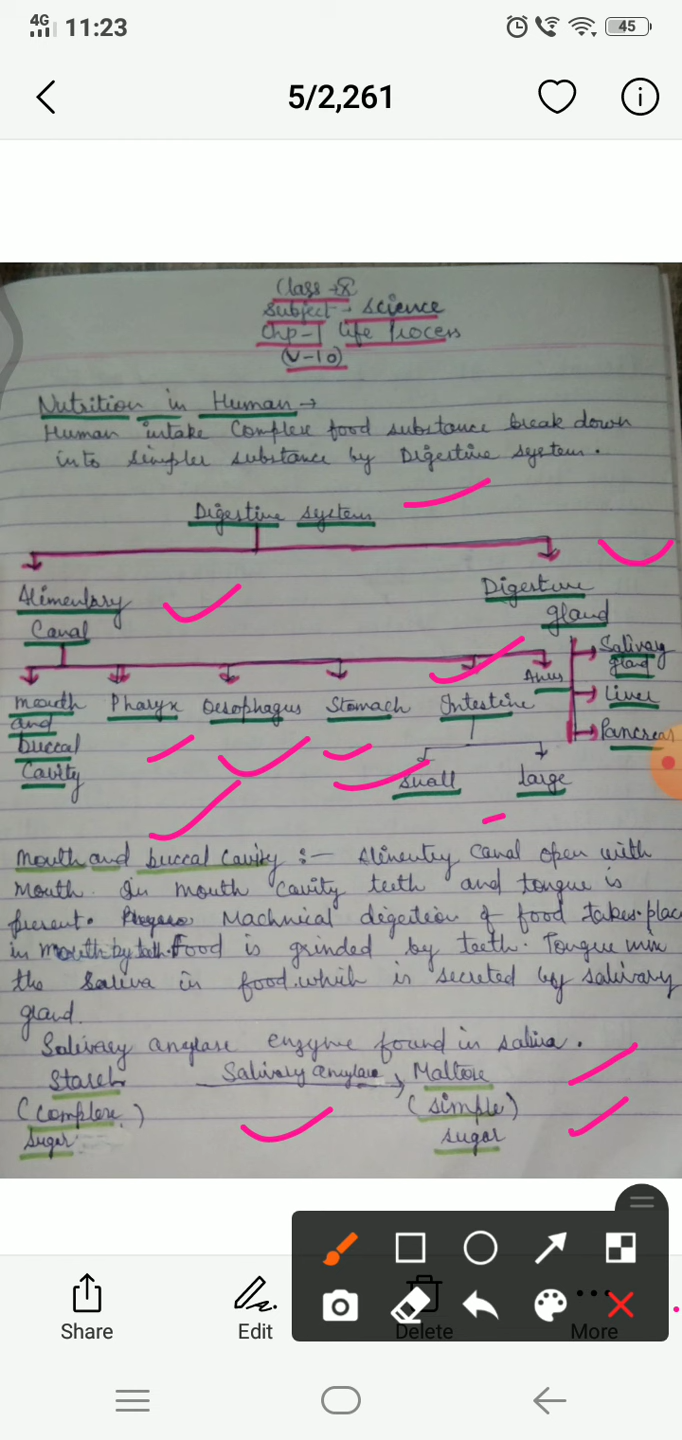 4G 11:23 45
5/2,261
Class →X
Subject → Science
Chp-1 Life Process
(V-10)
Nutrition in Human →
Human intake Complex food substance break down
into simpler substance by Digestive system.
Digestive system
Alimentary Canal
Digestive gland
Mouth and buccal Cavity
Pharyx
Oesophagus
Stomach
Intestine
Anus
Salivary gland
Liver
Pancreas
Small
large
Mouth and buccal Cavity :— Alimentry Canal open with
mouth. In mouth cavity teeth and tongue is
present. Machnical digestion of food takes place
in mouth by teeth. Food is grinded by teeth. Tongue mix
the Saliva in food. which is secreted by salivary
gland.
Salivary amylase enzyme found in saliva.
Starch Salivary amylase Maltose
(Complex) (Simple)
Sugar sugar
Share Edit Delete More